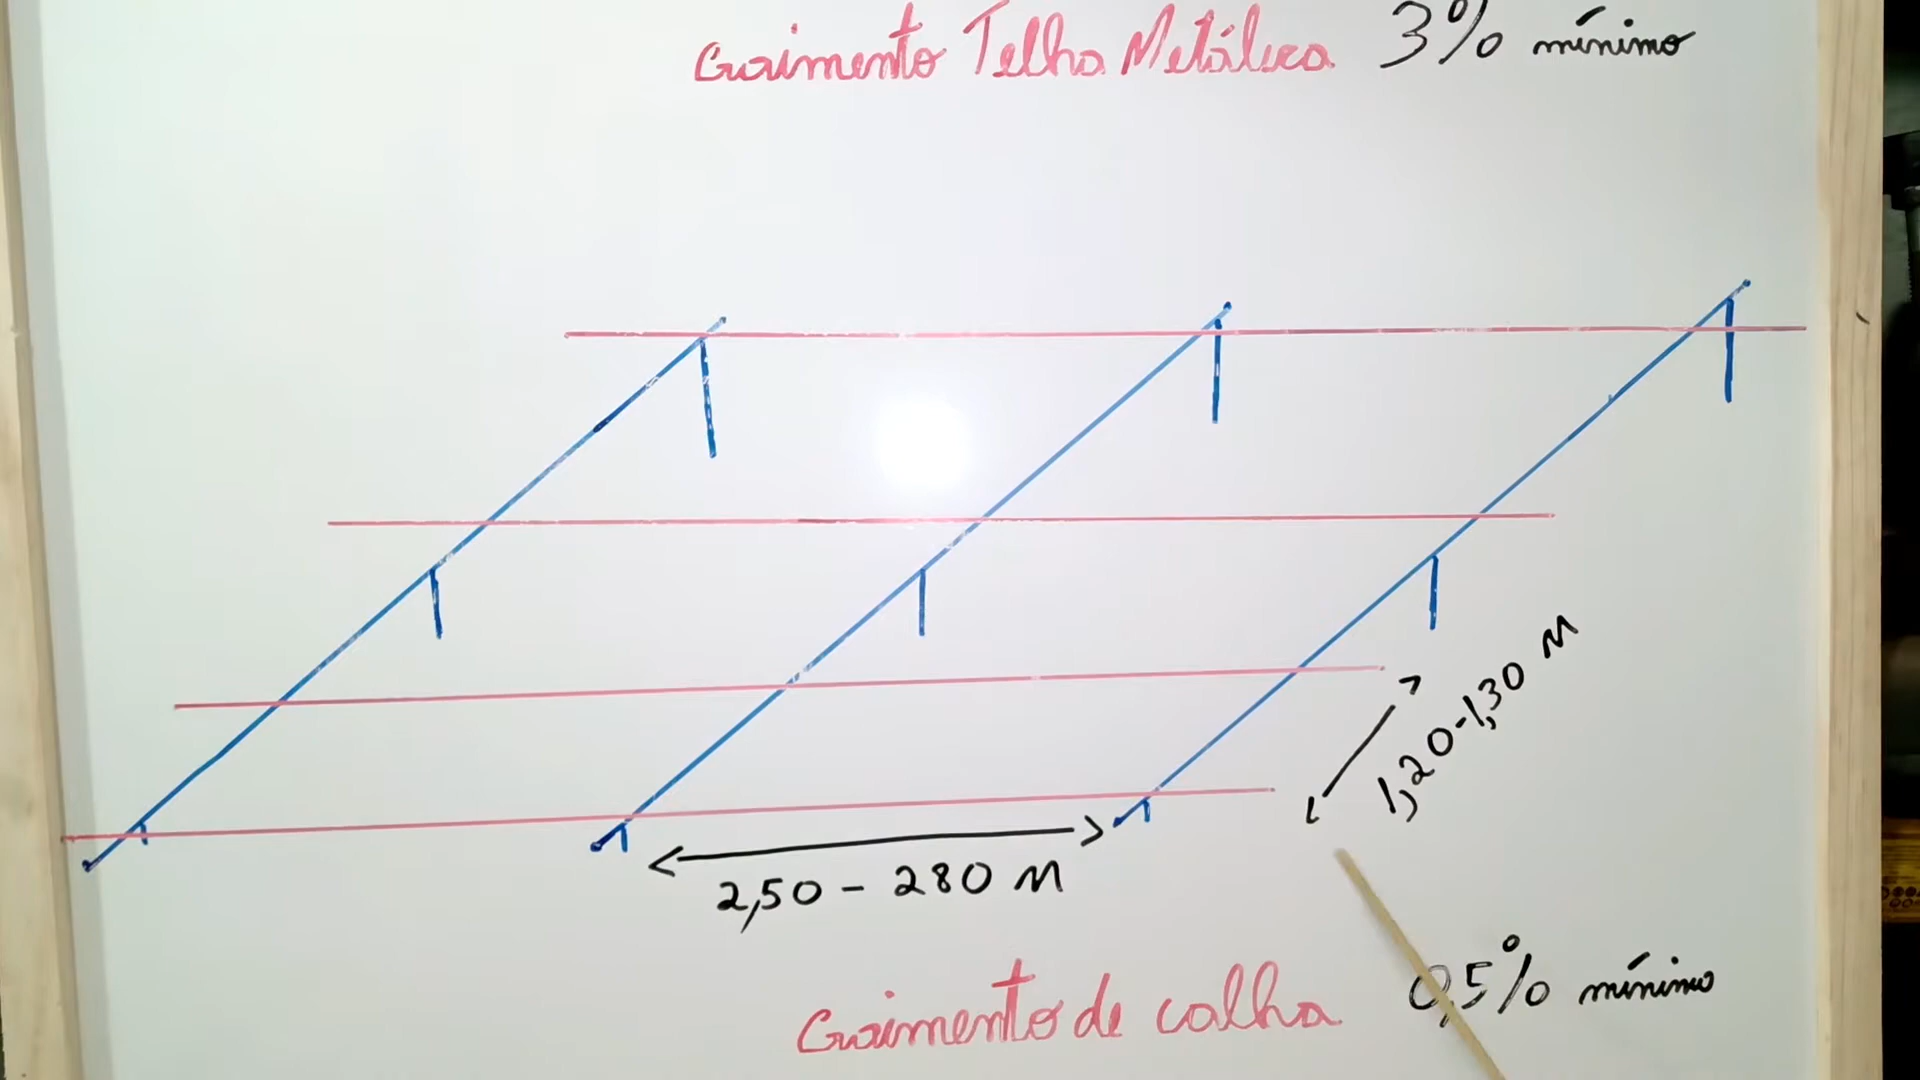 Caimento Telha Metálica 3% mínimo
1,20-1,30 M
2,50 - 280 M
Caimento de calha 0,5% mínimo